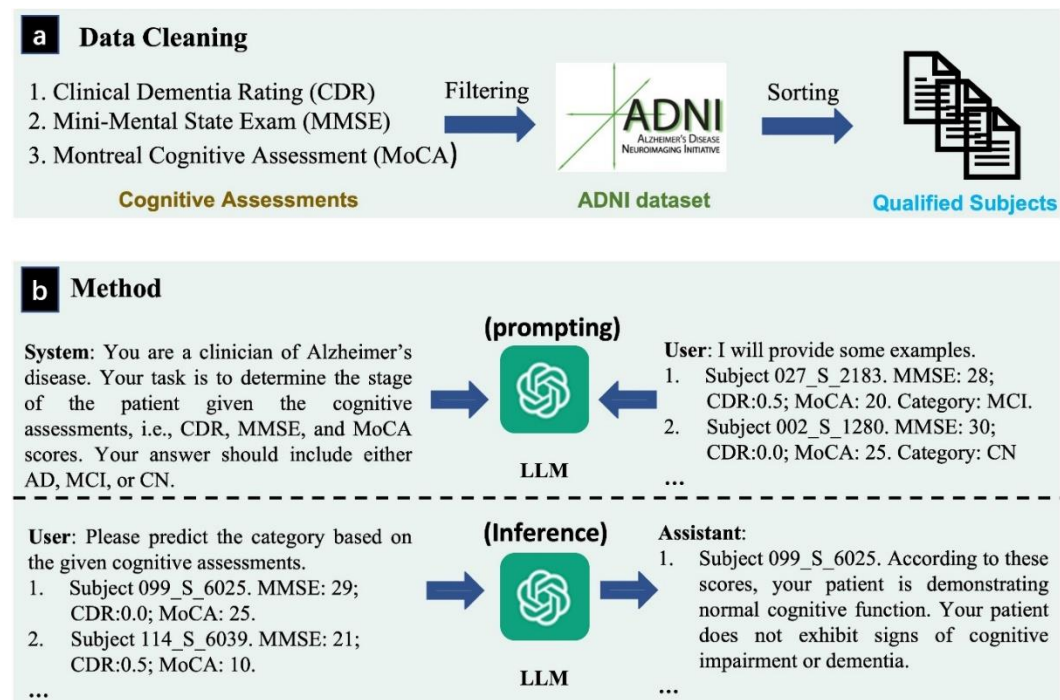 a Data Cleaning
1. Clinical Dementia Rating (CDR)
2. Mini-Mental State Exam (MMSE)
3. Montreal Cognitive Assessment (MoCA)
Cognitive Assessments
Filtering
ADNI
ALZHEIMER'S DISEASE
NEUROIMAGING INITIATIVE
ADNI dataset
Sorting
Qualified Subjects
b Method
System: You are a clinician of Alzheimer's
disease. Your task is to determine the stage
of the patient given the cognitive
assessments, i.e., CDR, MMSE, and MoCA
scores. Your answer should include either
AD, MCI, or CN.
(prompting)
LLM
User: I will provide some examples.
1. Subject 027_S_2183. MMSE: 28;
CDR:0.5; MoCA: 20. Category: MCI.
2. Subject 002_S_1280. MMSE: 30;
CDR:0.0; MoCA: 25. Category: CN
...
User: Please predict the category based on
the given cognitive assessments.
1. Subject 099_S_6025. MMSE: 29;
CDR:0.0; MoCA: 25.
2. Subject 114_S_6039. MMSE: 21;
CDR:0.5; MoCA: 10.
...
(Inference)
LLM
Assistant:
1. Subject 099_S_6025. According to these
scores, your patient is demonstrating
normal cognitive function. Your patient
does not exhibit signs of cognitive
impairment or dementia.
...